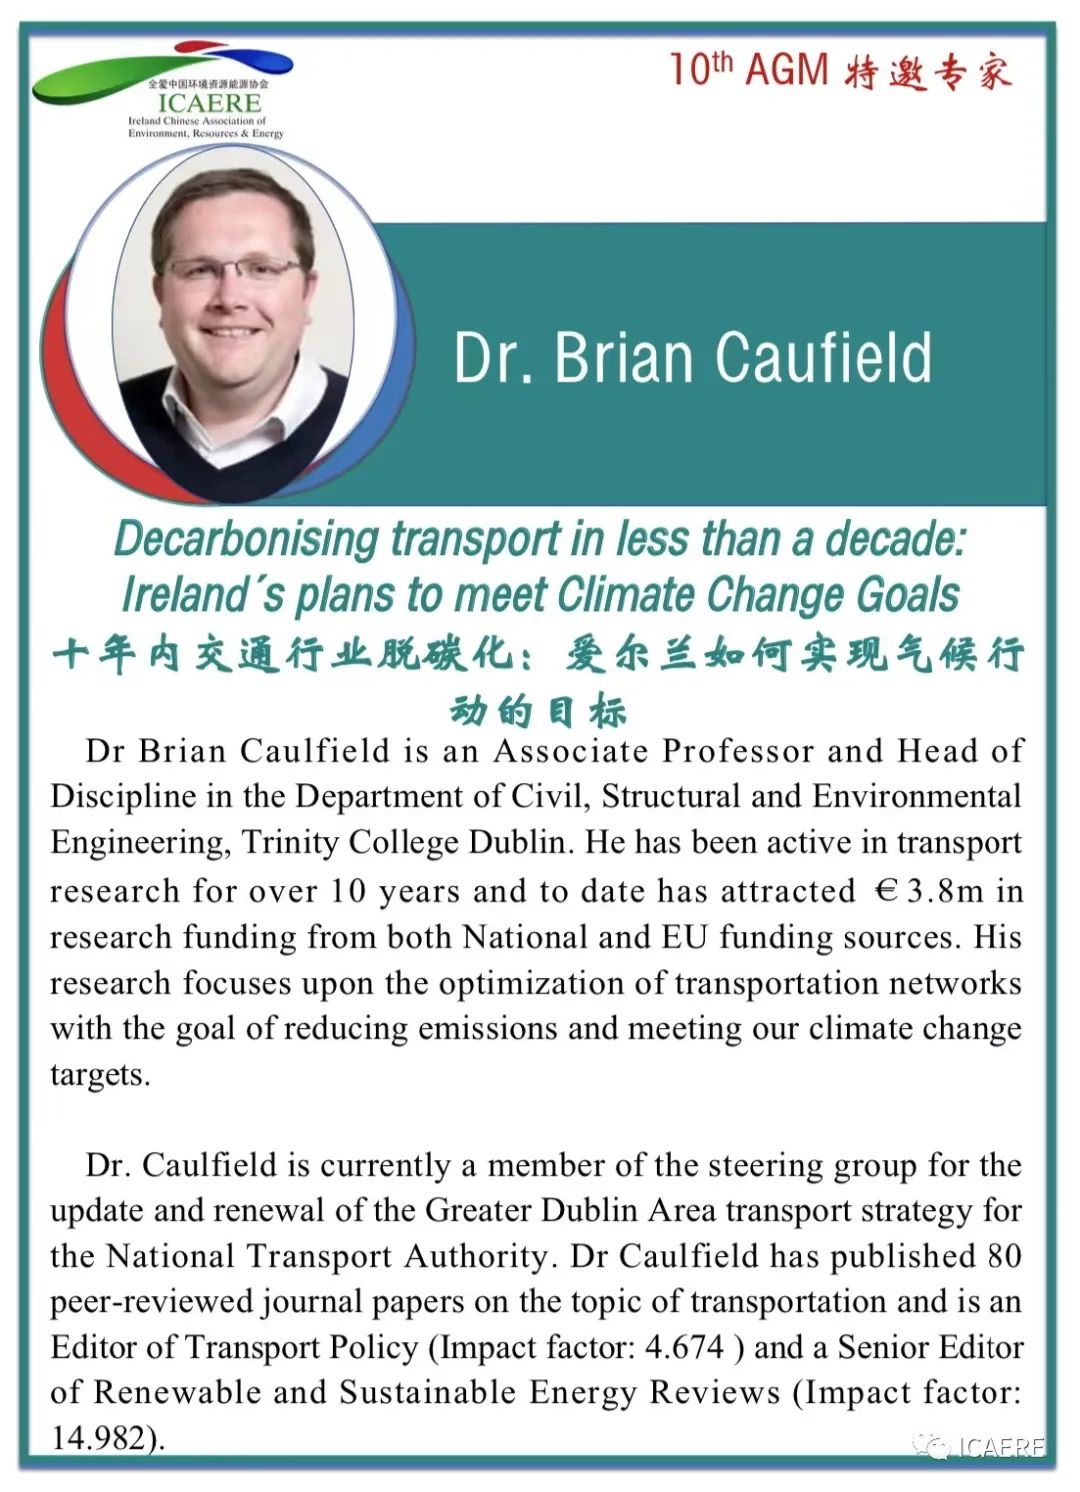 全爱中国环境资源能源协会
ICAERE
Ireland Chinese Association of
Environment, Resources & Energy
10th AGM 特邀专家
Dr. Brian Caufield
Decarbonising transport in less than a decade:
Ireland´s plans to meet Climate Change Goals
十年内交通行业脱碳化：爱尔兰如何实现气候行
动的目标
Dr Brian Caulfield is an Associate Professor and Head of
Discipline in the Department of Civil, Structural and Environmental
Engineering, Trinity College Dublin. He has been active in transport
research for over 10 years and to date has attracted €3.8m in
research funding from both National and EU funding sources. His
research focuses upon the optimization of transportation networks
with the goal of reducing emissions and meeting our climate change
targets.
Dr. Caulfield is currently a member of the steering group for the
update and renewal of the Greater Dublin Area transport strategy for
the National Transport Authority. Dr Caulfield has published 80
peer-reviewed journal papers on the topic of transportation and is an
Editor of Transport Policy (Impact factor: 4.674 ) and a Senior Editor
of Renewable and Sustainable Energy Reviews (Impact factor:
14.982).
ICAERE